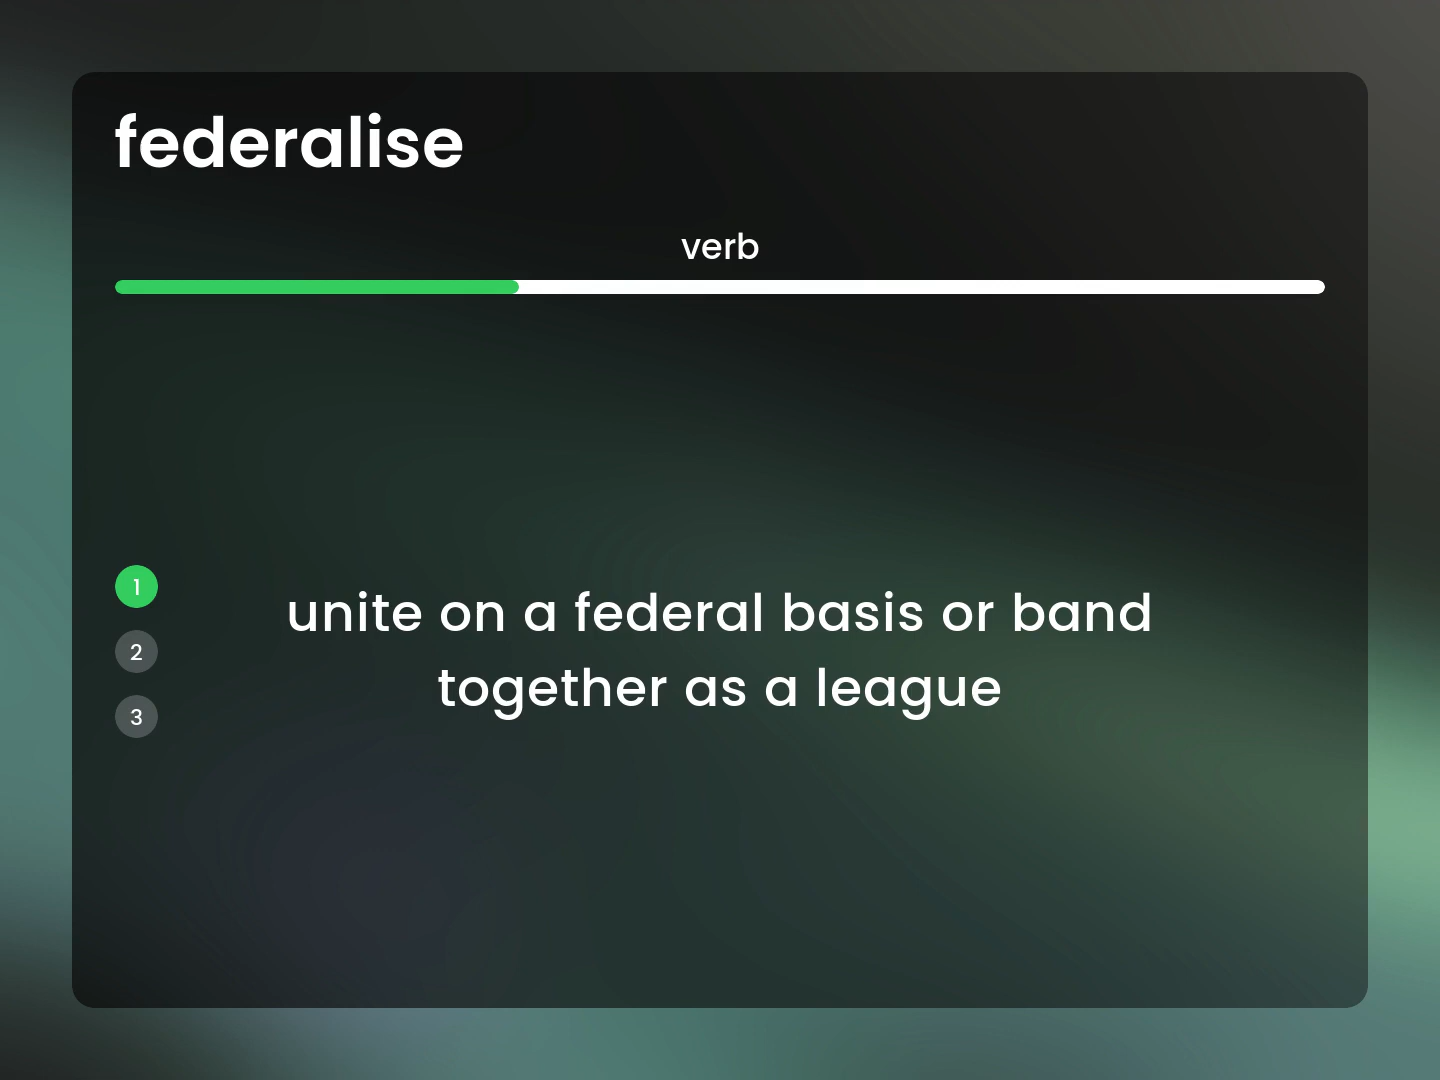 federalise
verb
1
2
3
unite on a federal basis or band
together as a league